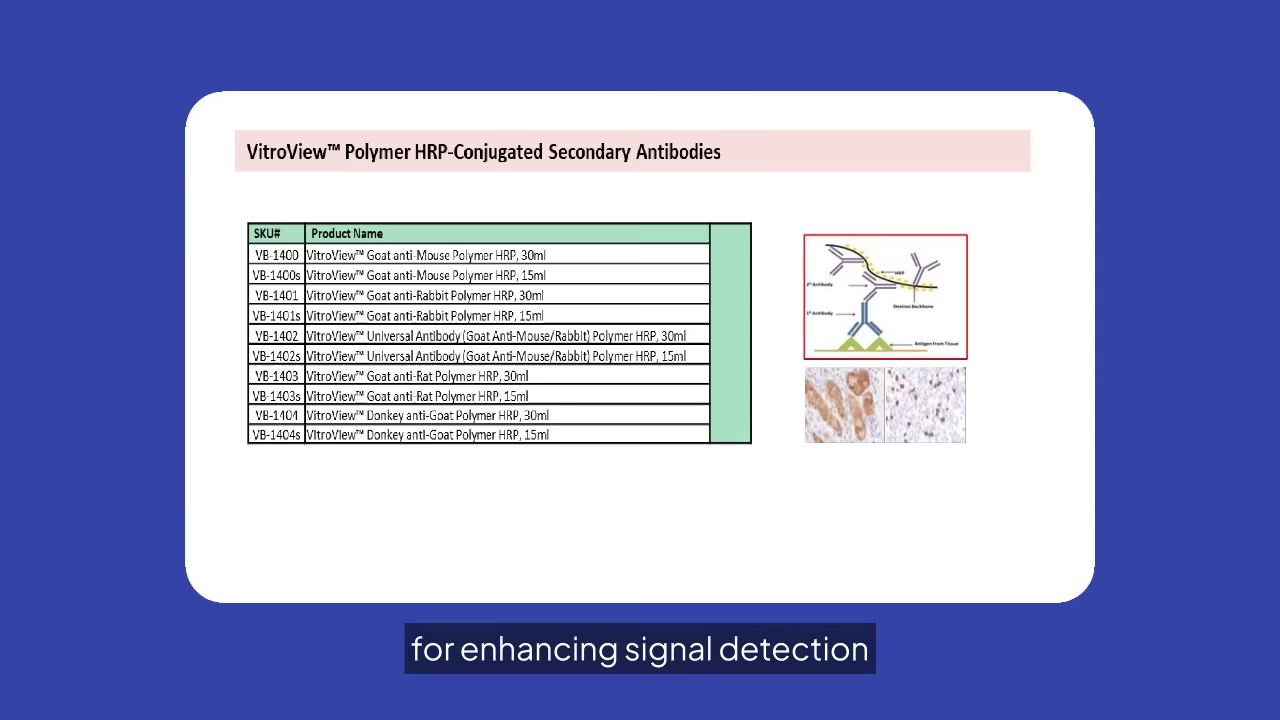 VitroView™ Polymer HRP-Conjugated Secondary Antibodies
SKU# Product Name
VB-1400 VitroView™ Goat anti-Mouse Polymer HRP, 30ml
VB-1400s VitroView™ Goat anti-Mouse Polymer HRP, 15ml
VB-1401 VitroView™ Goat anti-Rabbit Polymer HRP, 30ml
VB-1401s VitroView™ Goat anti-Rabbit Polymer HRP, 15ml
VB-1402 VitroView™ Universal Antibody (Goat Anti-Mouse/Rabbit) Polymer HRP, 30ml
VB-1402s VitroView™ Universal Antibody (Goat Anti-Mouse/Rabbit) Polymer HRP, 15ml
VB-1403 VitroView™ Goat anti-Rat Polymer HRP, 30ml
VB-1403s VitroView™ Goat anti-Rat Polymer HRP, 15ml
VB-1404 VitroView™ Donkey anti-Goat Polymer HRP, 30ml
VB-1404s VitroView™ Donkey anti-Goat Polymer HRP, 15ml
HRP
2° Antibody
Dextran Backbone
1° Antibody
Antigen from Tissue
for enhancing signal detection